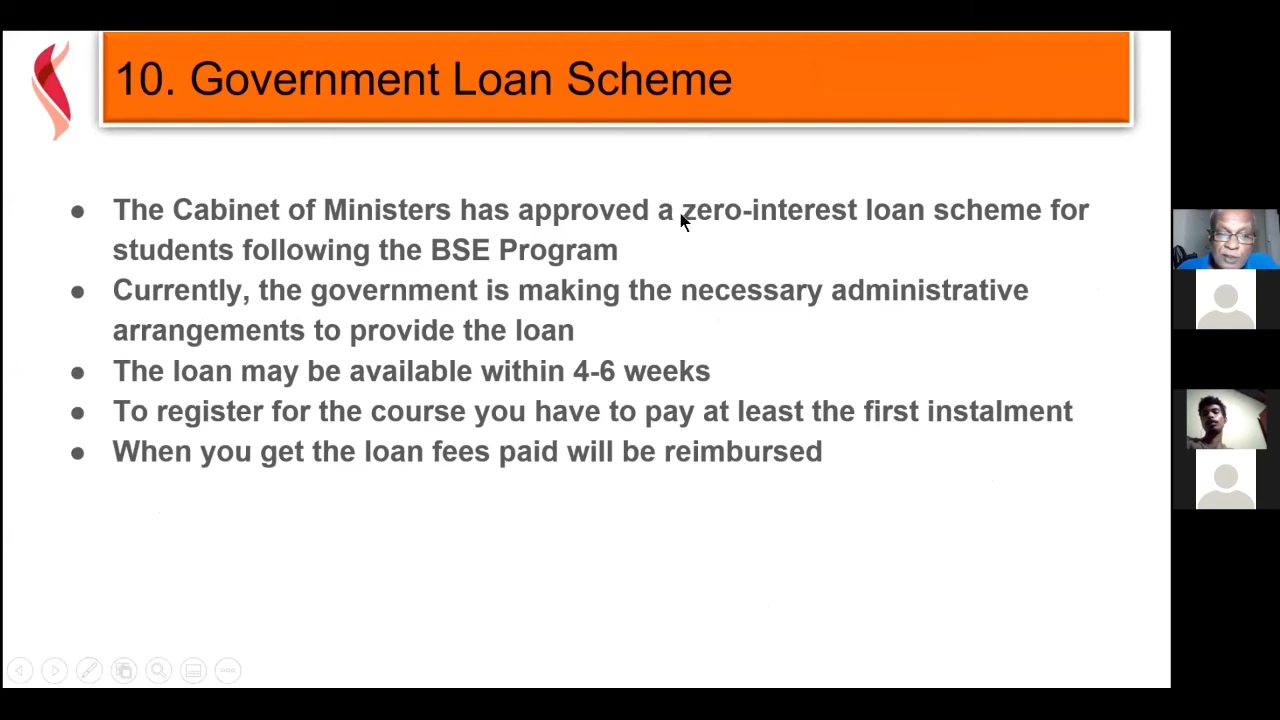 10. Government Loan Scheme
● The Cabinet of Ministers has approved a zero-interest loan scheme for
students following the BSE Program
● Currently, the government is making the necessary administrative
arrangements to provide the loan
● The loan may be available within 4-6 weeks
● To register for the course you have to pay at least the first instalment
● When you get the loan fees paid will be reimbursed